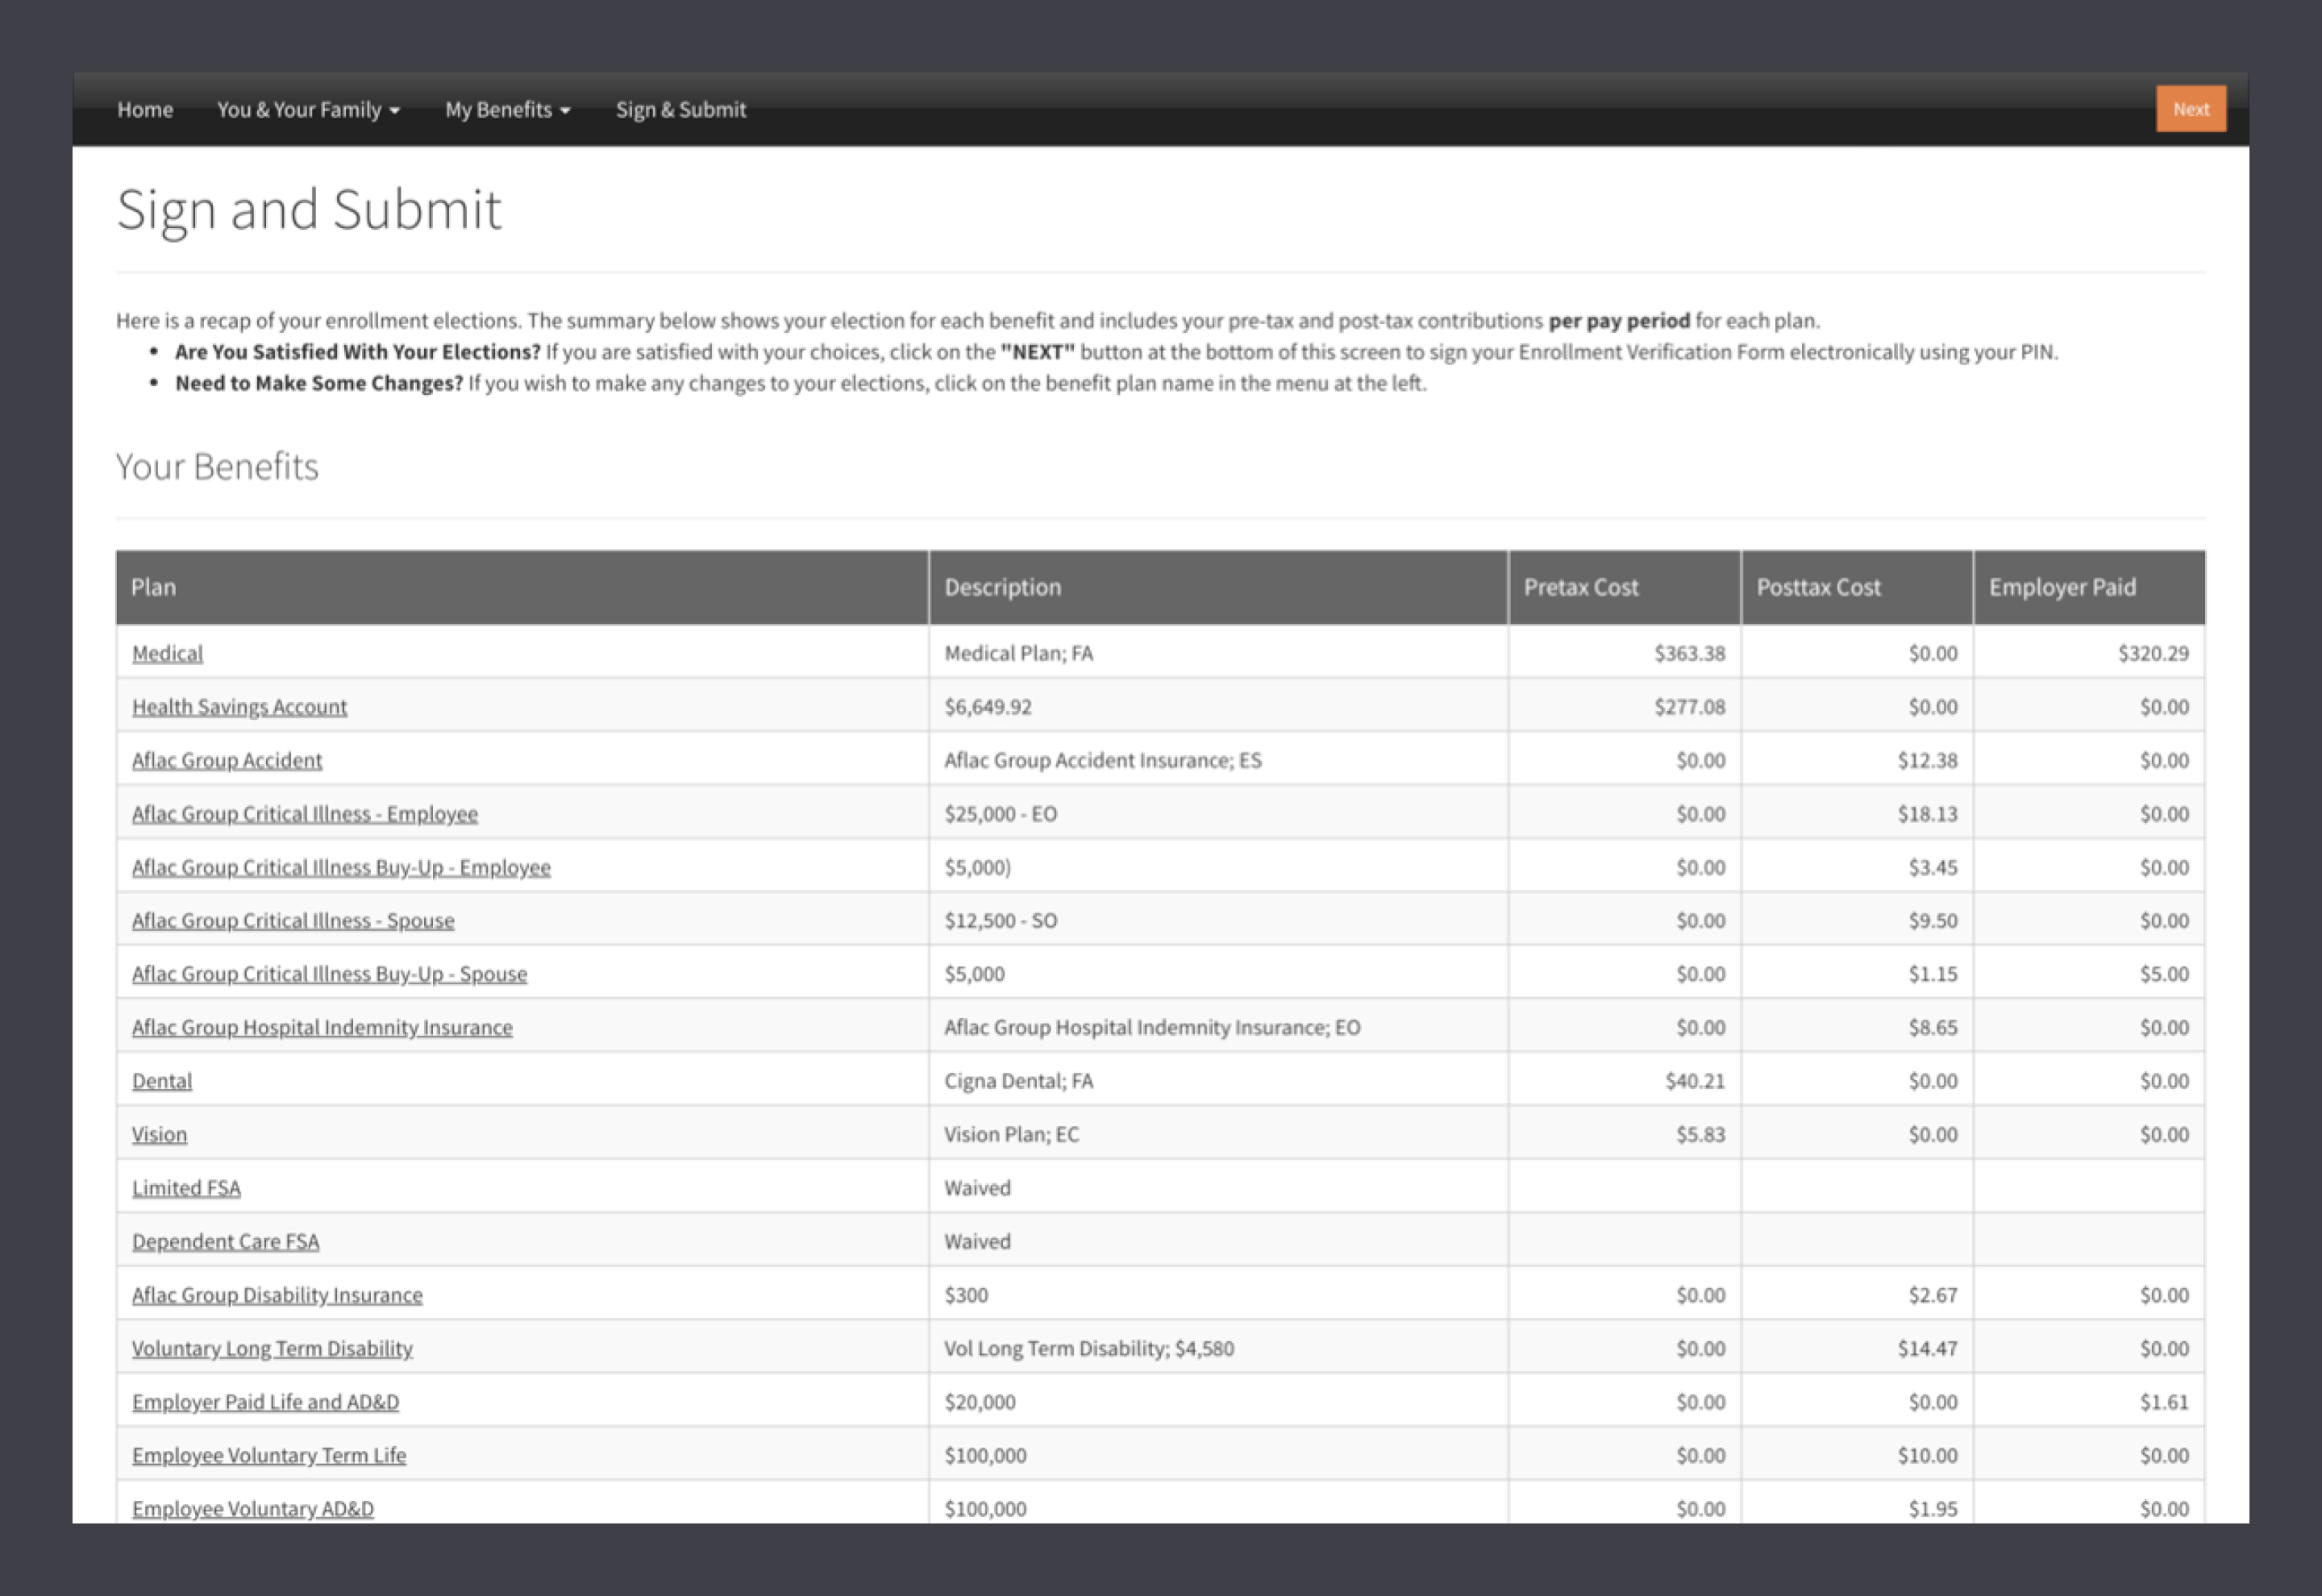 Home You & Your Family My Benefits Sign & Submit Next
Sign and Submit
Here is a recap of your enrollment elections. The summary below shows your election for each benefit and includes your pre-tax and post-tax contributions per pay period for each plan.
• Are You Satisfied With Your Elections? If you are satisfied with your choices, click on the "NEXT" button at the bottom of this screen to sign your Enrollment Verification Form electronically using your PIN.
• Need to Make Some Changes? If you wish to make any changes to your elections, click on the benefit plan name in the menu at the left.
Your Benefits
Plan Description Pretax Cost Posttax Cost Employer Paid
Medical Medical Plan; FA $363.38 $0.00 $320.29
Health Savings Account $6,649.92 $277.08 $0.00 $0.00
Aflac Group Accident Aflac Group Accident Insurance; ES $0.00 $12.38 $0.00
Aflac Group Critical Illness - Employee $25,000 - EO $0.00 $18.13 $0.00
Aflac Group Critical Illness Buy-Up - Employee $5,000) $0.00 $3.45 $0.00
Aflac Group Critical Illness - Spouse $12,500 - SO $0.00 $9.50 $0.00
Aflac Group Critical Illness Buy-Up - Spouse $5,000 $0.00 $1.15 $5.00
Aflac Group Hospital Indemnity Insurance Aflac Group Hospital Indemnity Insurance; EO $0.00 $8.65 $0.00
Dental Cigna Dental; FA $40.21 $0.00 $0.00
Vision Vision Plan; EC $5.83 $0.00 $0.00
Limited FSA Waived
Dependent Care FSA Waived
Aflac Group Disability Insurance $300 $0.00 $2.67 $0.00
Voluntary Long Term Disability Vol Long Term Disability; $4,580 $0.00 $14.47 $0.00
Employer Paid Life and AD&D $20,000 $0.00 $0.00 $1.61
Employee Voluntary Term Life $100,000 $0.00 $10.00 $0.00
Employee Voluntary AD&D $100,000 $0.00 $1.95 $0.00